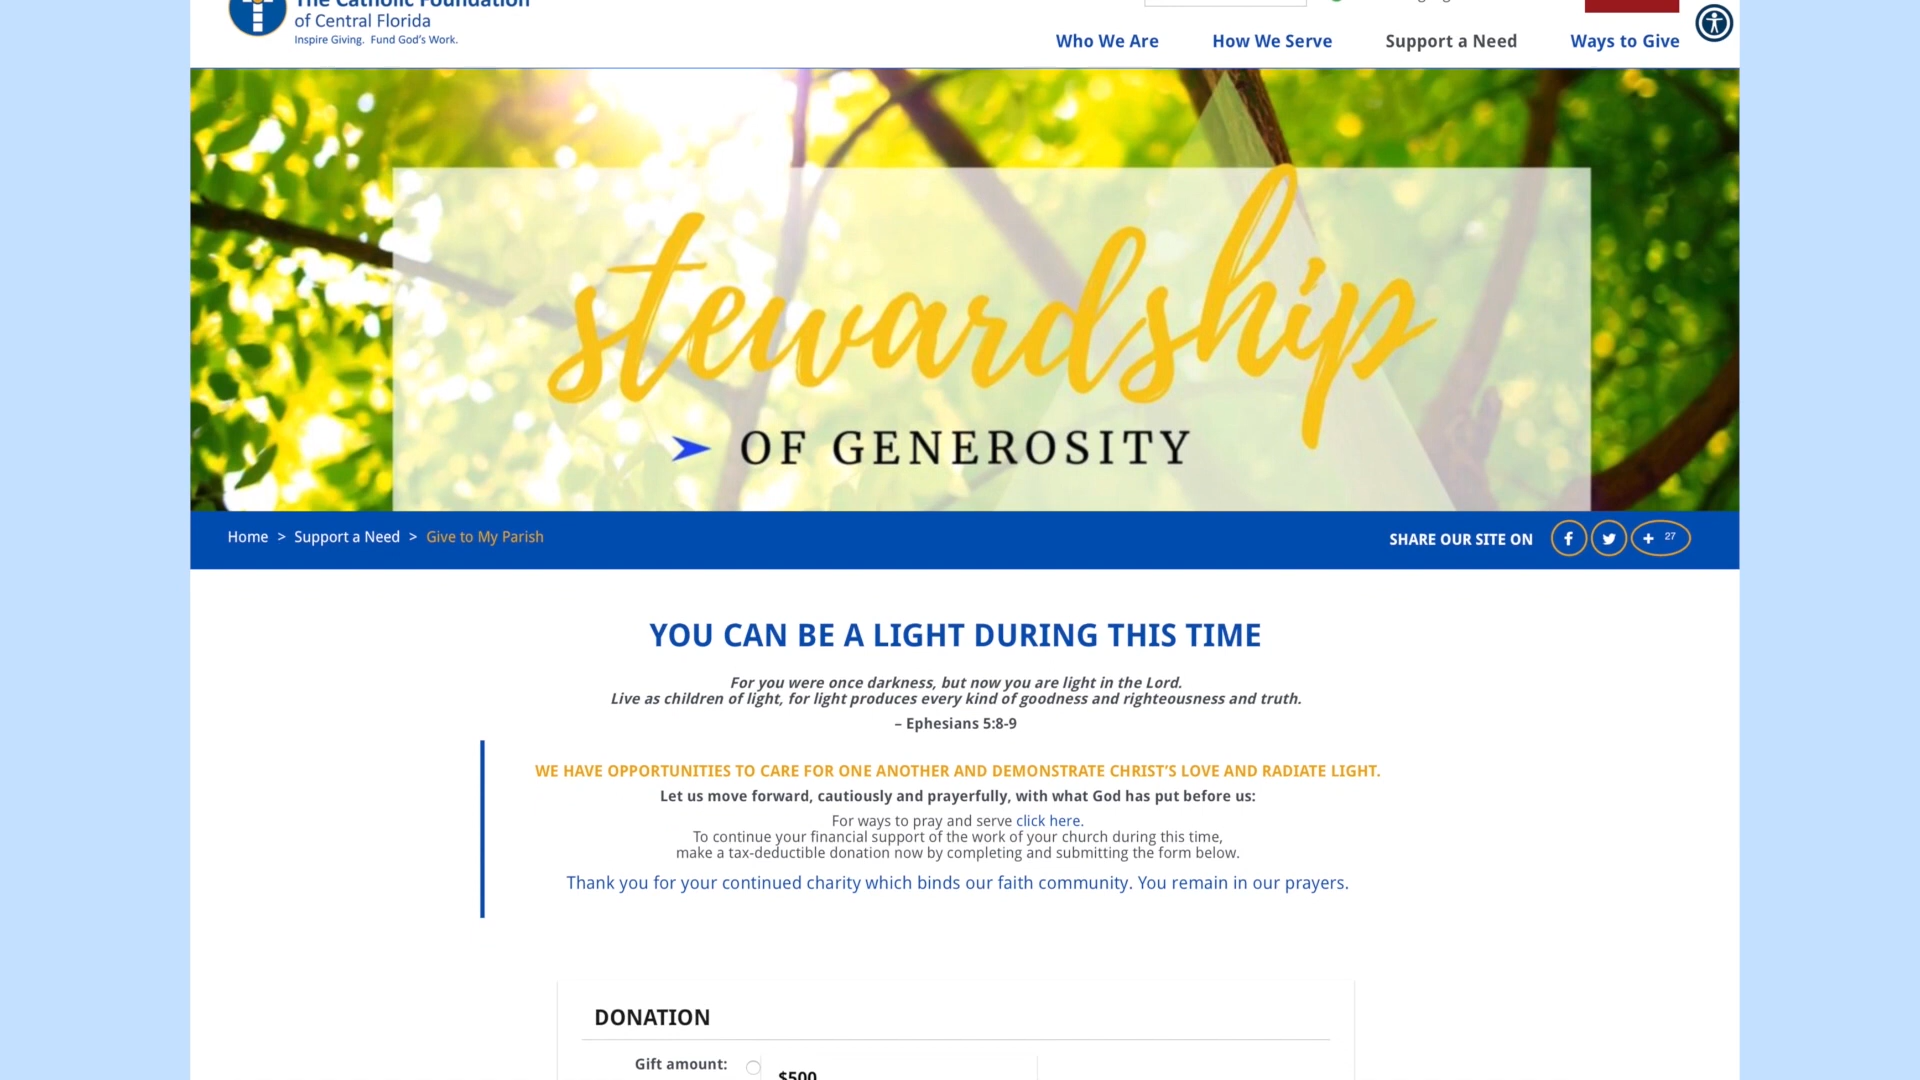 The Catholic Foundation
of Central Florida
Inspire Giving. Fund God's Work.
Who We Are
How We Serve
Support a Need
Ways to Give
stewardship
OF GENEROSITY
Home > Support a Need > Give to My Parish
SHARE OUR SITE ON
27
YOU CAN BE A LIGHT DURING THIS TIME
For you were once darkness, but now you are light in the Lord.
Live as children of light, for light produces every kind of goodness and righteousness and truth.
– Ephesians 5:8-9
WE HAVE OPPORTUNITIES TO CARE FOR ONE ANOTHER AND DEMONSTRATE CHRIST’S LOVE AND RADIATE LIGHT.
Let us move forward, cautiously and prayerfully, with what God has put before us:
For ways to pray and serve click here.
To continue your financial support of the work of your church during this time,
make a tax-deductible donation now by completing and submitting the form below.
Thank you for your continued charity which binds our faith community. You remain in our prayers.
DONATION
Gift amount:
$500